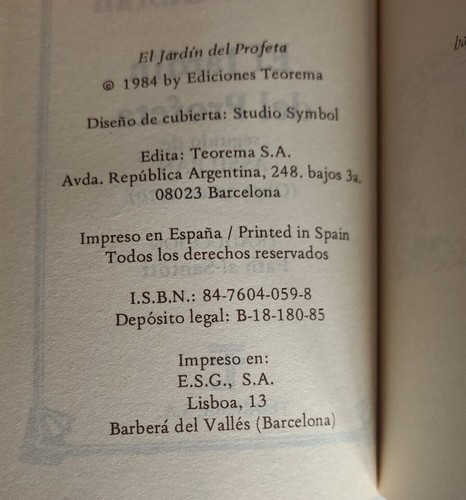 El Jardín del Profeta
© 1984 by Ediciones Teorema
Diseño de cubierta: Studio Symbol
Edita: Teorema S.A.
Avda. República Argentina, 248. bajos 3a.
08023 Barcelona
Impreso en España / Printed in Spain
Todos los derechos reservados
I.S.B.N.: 84-7604-059-8
Depósito legal: B-18-180-85
Impreso en:
E.S.G., S.A.
Lisboa, 13
Barberá del Vallés (Barcelona)